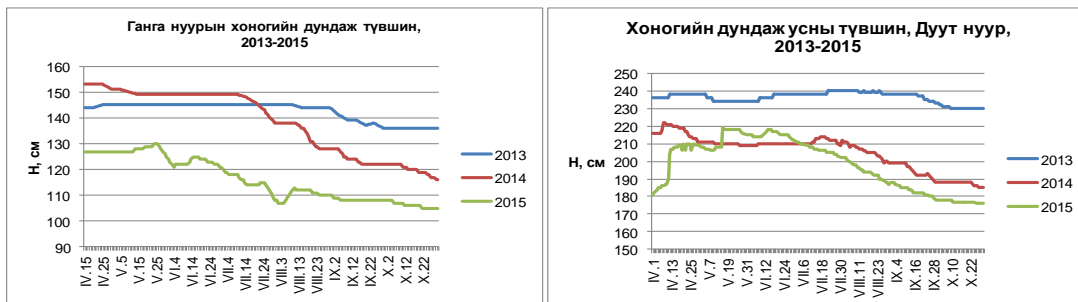 Ганга нуурын хоногийн дундаж түвшин,
2013-2015
160
150
140
130
120
110
100
90
Н, см
IV.15
IV.25
V.5
V.15
V.25
VI.4
VI.14
VI.24
VII.4
VII.14
VII.24
VIII.3
VIII.13
VIII.23
IX.2
IX.12
IX.22
X.2
X.12
X.22
2013
2014
2015
Хоногийн дундаж усны түвшин, Дуут нуур,
2013-2015
250
240
230
220
210
200
190
180
170
160
150
Н, см
IV.1
IV.13
IV.25
V.7
V.19
V.31
VI.12
VI.24
VII.6
VII.18
VII.30
VIII.11
VIII.23
IX.4
IX.16
IX.28
X.10
X.22
2013
2014
2015